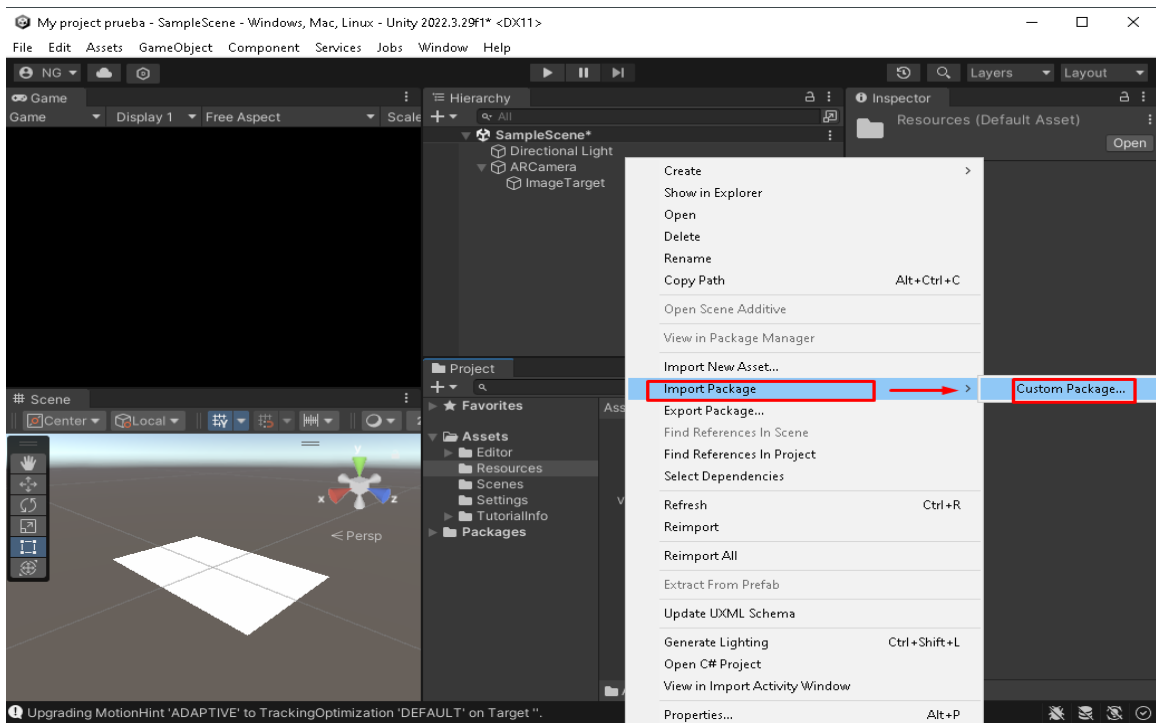 My project prueba - SampleScene - Windows, Mac, Linux - Unity 2022.3.29f1* <DX11>
File Edit Assets GameObject Component Services Jobs Window Help
NG Layers Layout
Game
Game Display 1 Free Aspect Scale
Hierarchy
All
SampleScene*
Directional Light
ARCamera
ImageTarget
Inspector
Resources (Default Asset)
Open
Create
Show in Explorer
Open
Delete
Rename
Copy Path Alt+Ctrl+C
Open Scene Additive
View in Package Manager
Import New Asset...
Import Package
Custom Package...
Export Package...
Find References In Scene
Find References In Project
Select Dependencies
Refresh Ctrl+R
Reimport
Reimport All
Extract From Prefab
Update UXML Schema
Generate Lighting Ctrl+Shift+L
Open C# Project
View in Import Activity Window
Properties... Alt+P
Project
Favorites
Ass
Assets
Editor
Resources
Scenes
Settings
TutorialInfo
Packages
Scene
Center Local
y
x
z
Persp
Upgrading MotionHint 'ADAPTIVE' to TrackingOptimization 'DEFAULT' on Target ''.